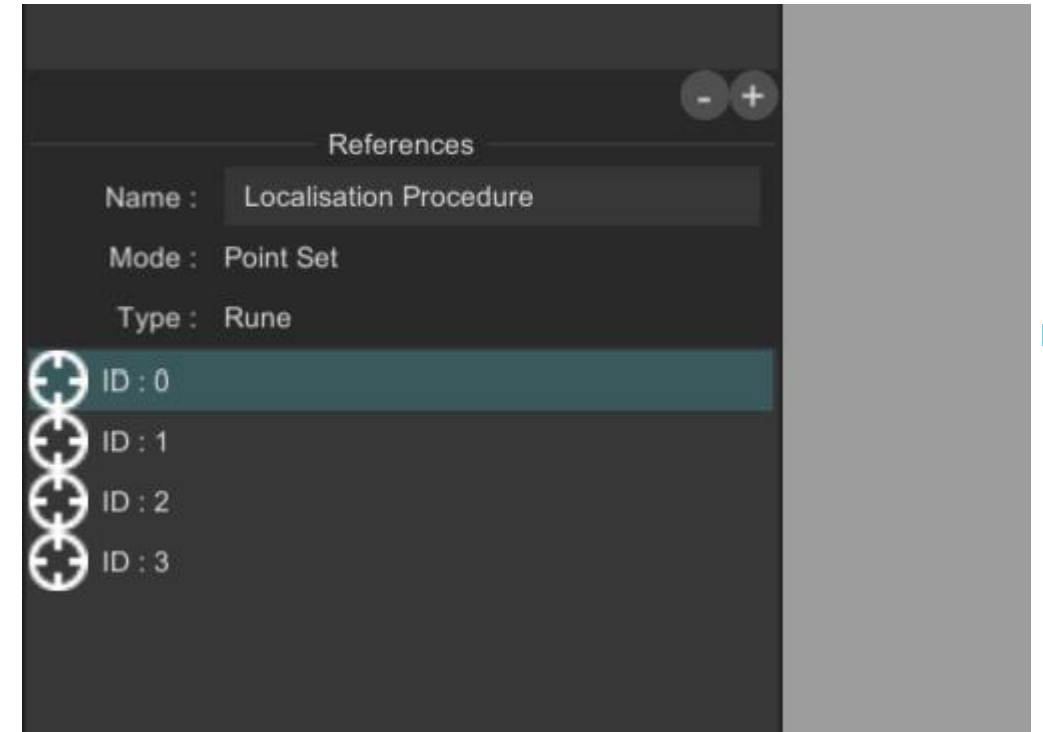 - +
References
Name : Localisation Procedure
Mode : Point Set
Type : Rune
ID : 0
ID : 1
ID : 2
ID : 3